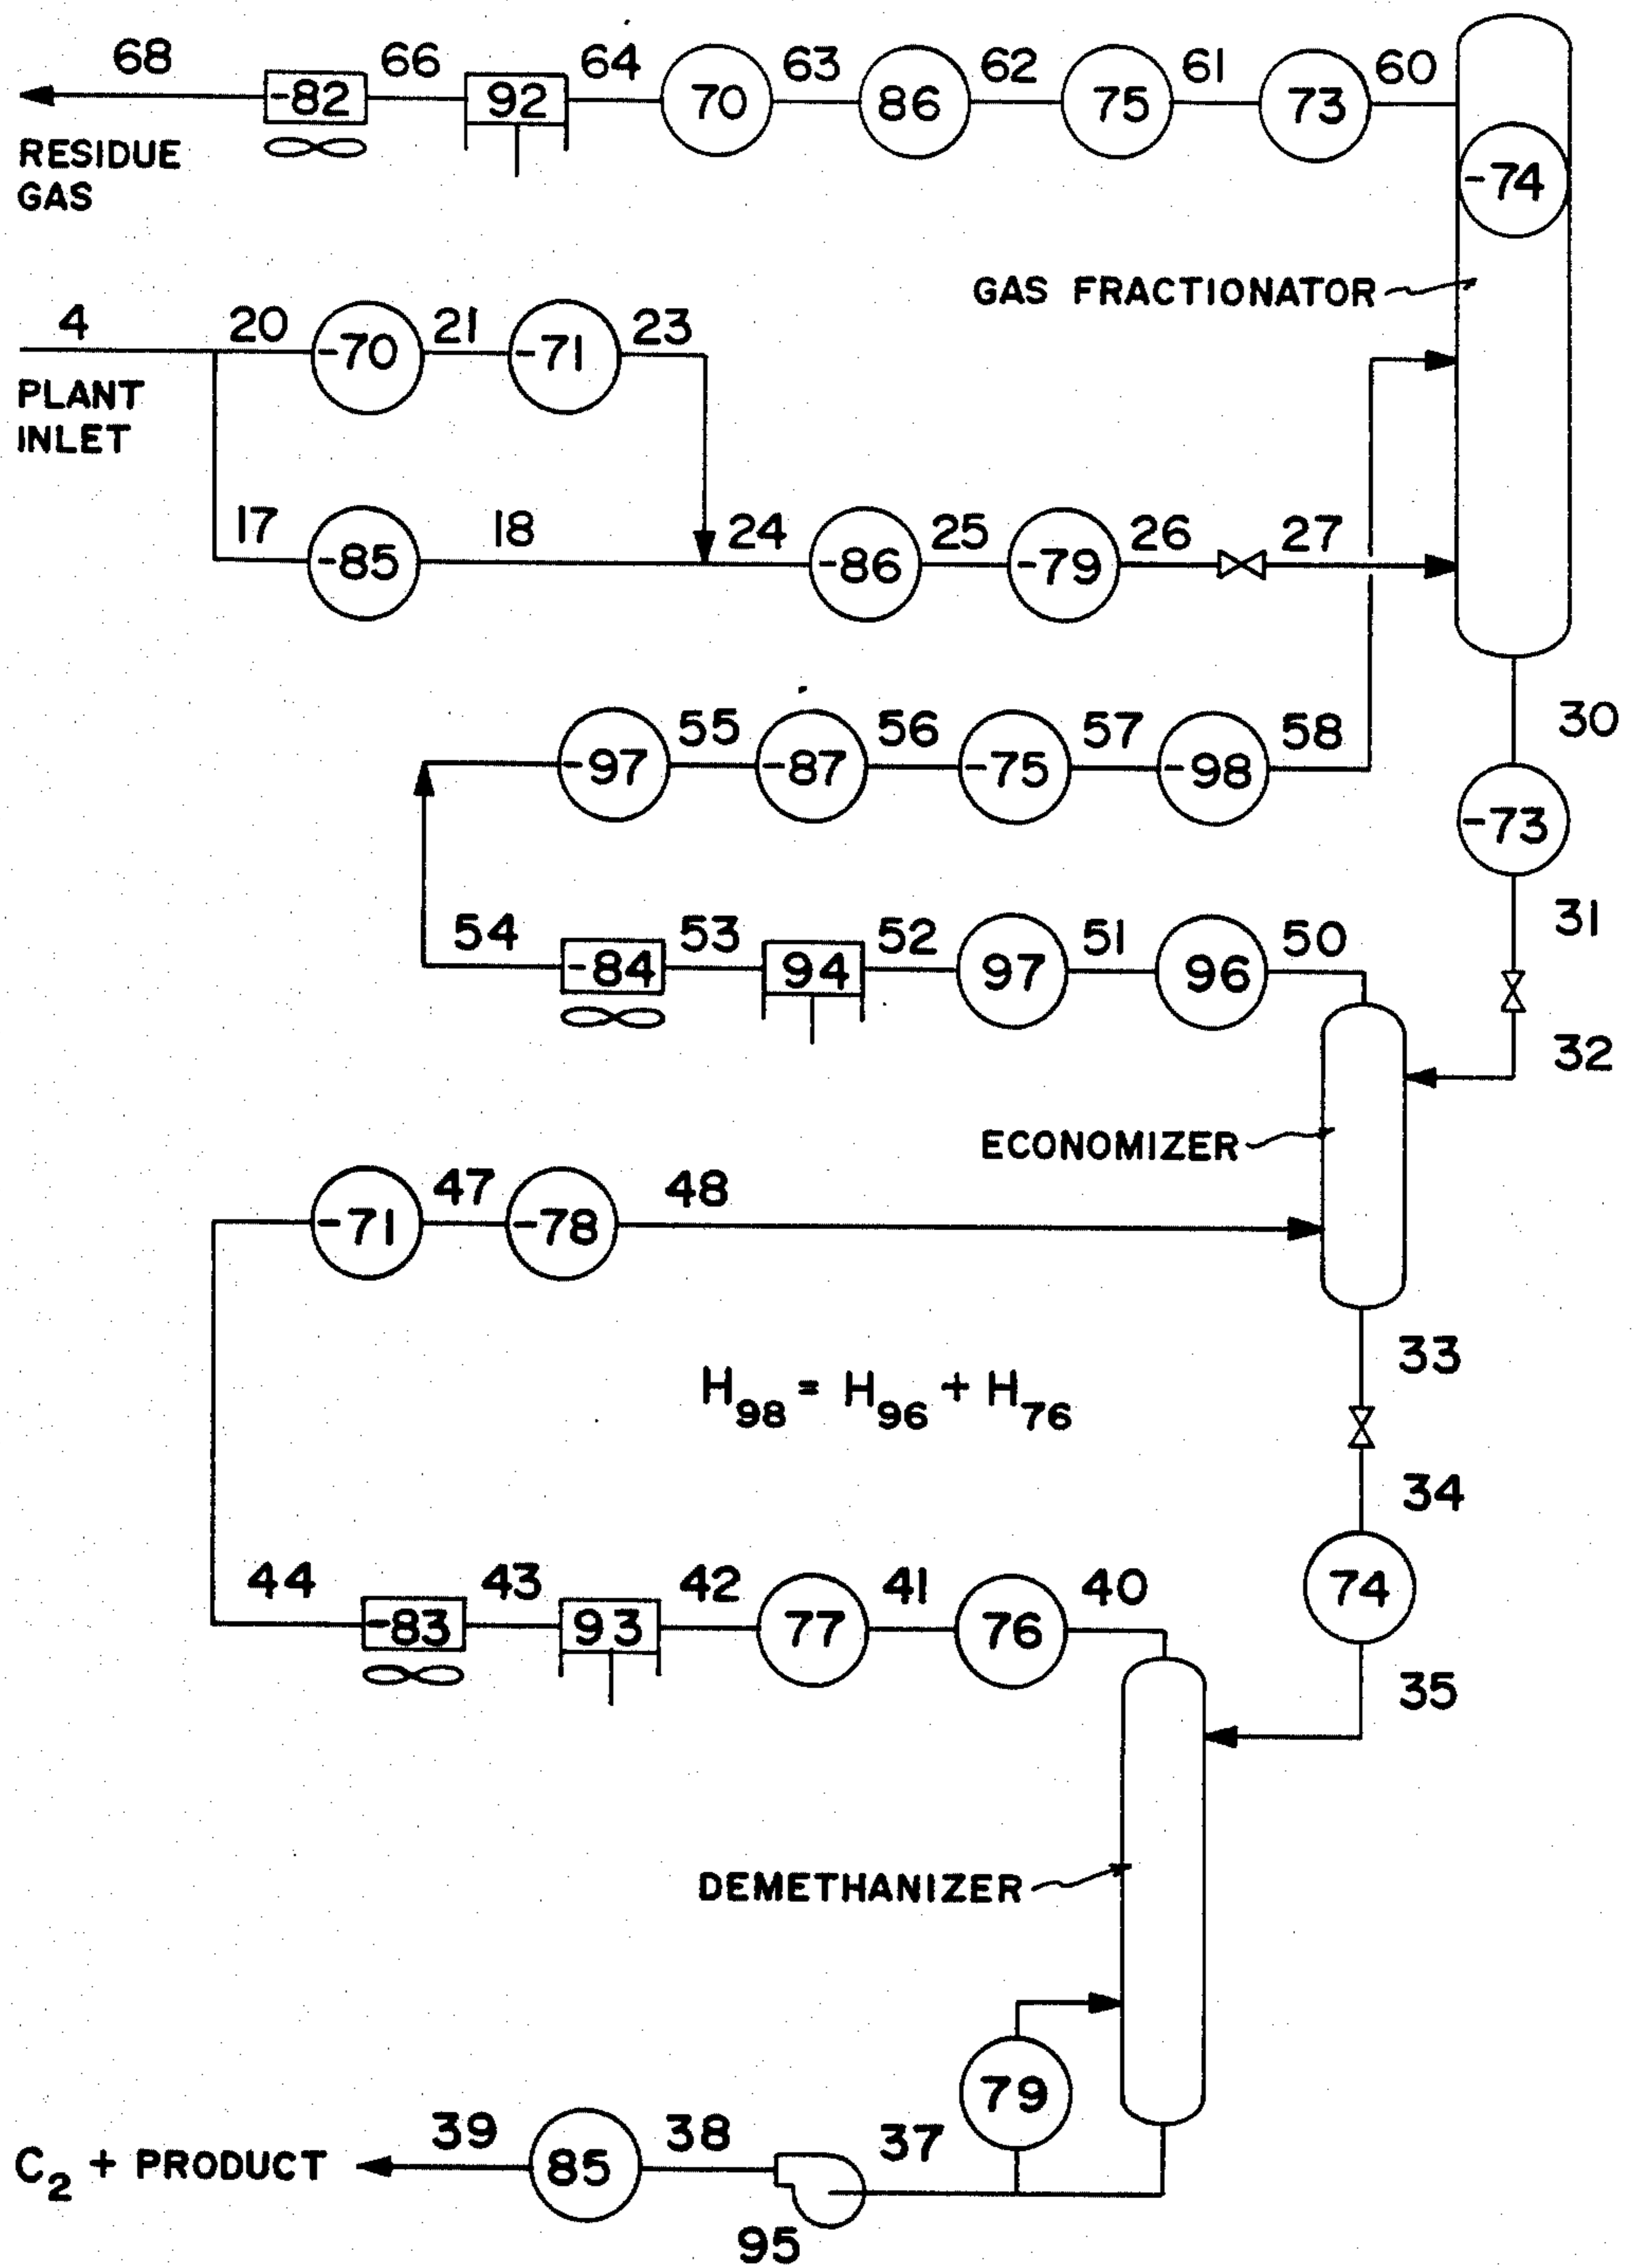 68 66 64 63 62 61 60
-82 92 70 86 75 73
RESIDUE
GAS
-74
GAS FRACTIONATOR
4 20 21 23
-70 -71
PLANT
INLET
17 18 24 25 26 27
-85 -86 -79
55 56 57 58 30
-97 -87 -75 -98
-73
54 53 52 51 50 31
-84 94 97 96
32
ECONOMIZER
47 48
-71 -78
33
H98 = H96 + H76
34
44 43 42 41 40 74
-83 93 77 76
35
DEMETHANIZER
79
39 38 37
C2 + PRODUCT 85
95